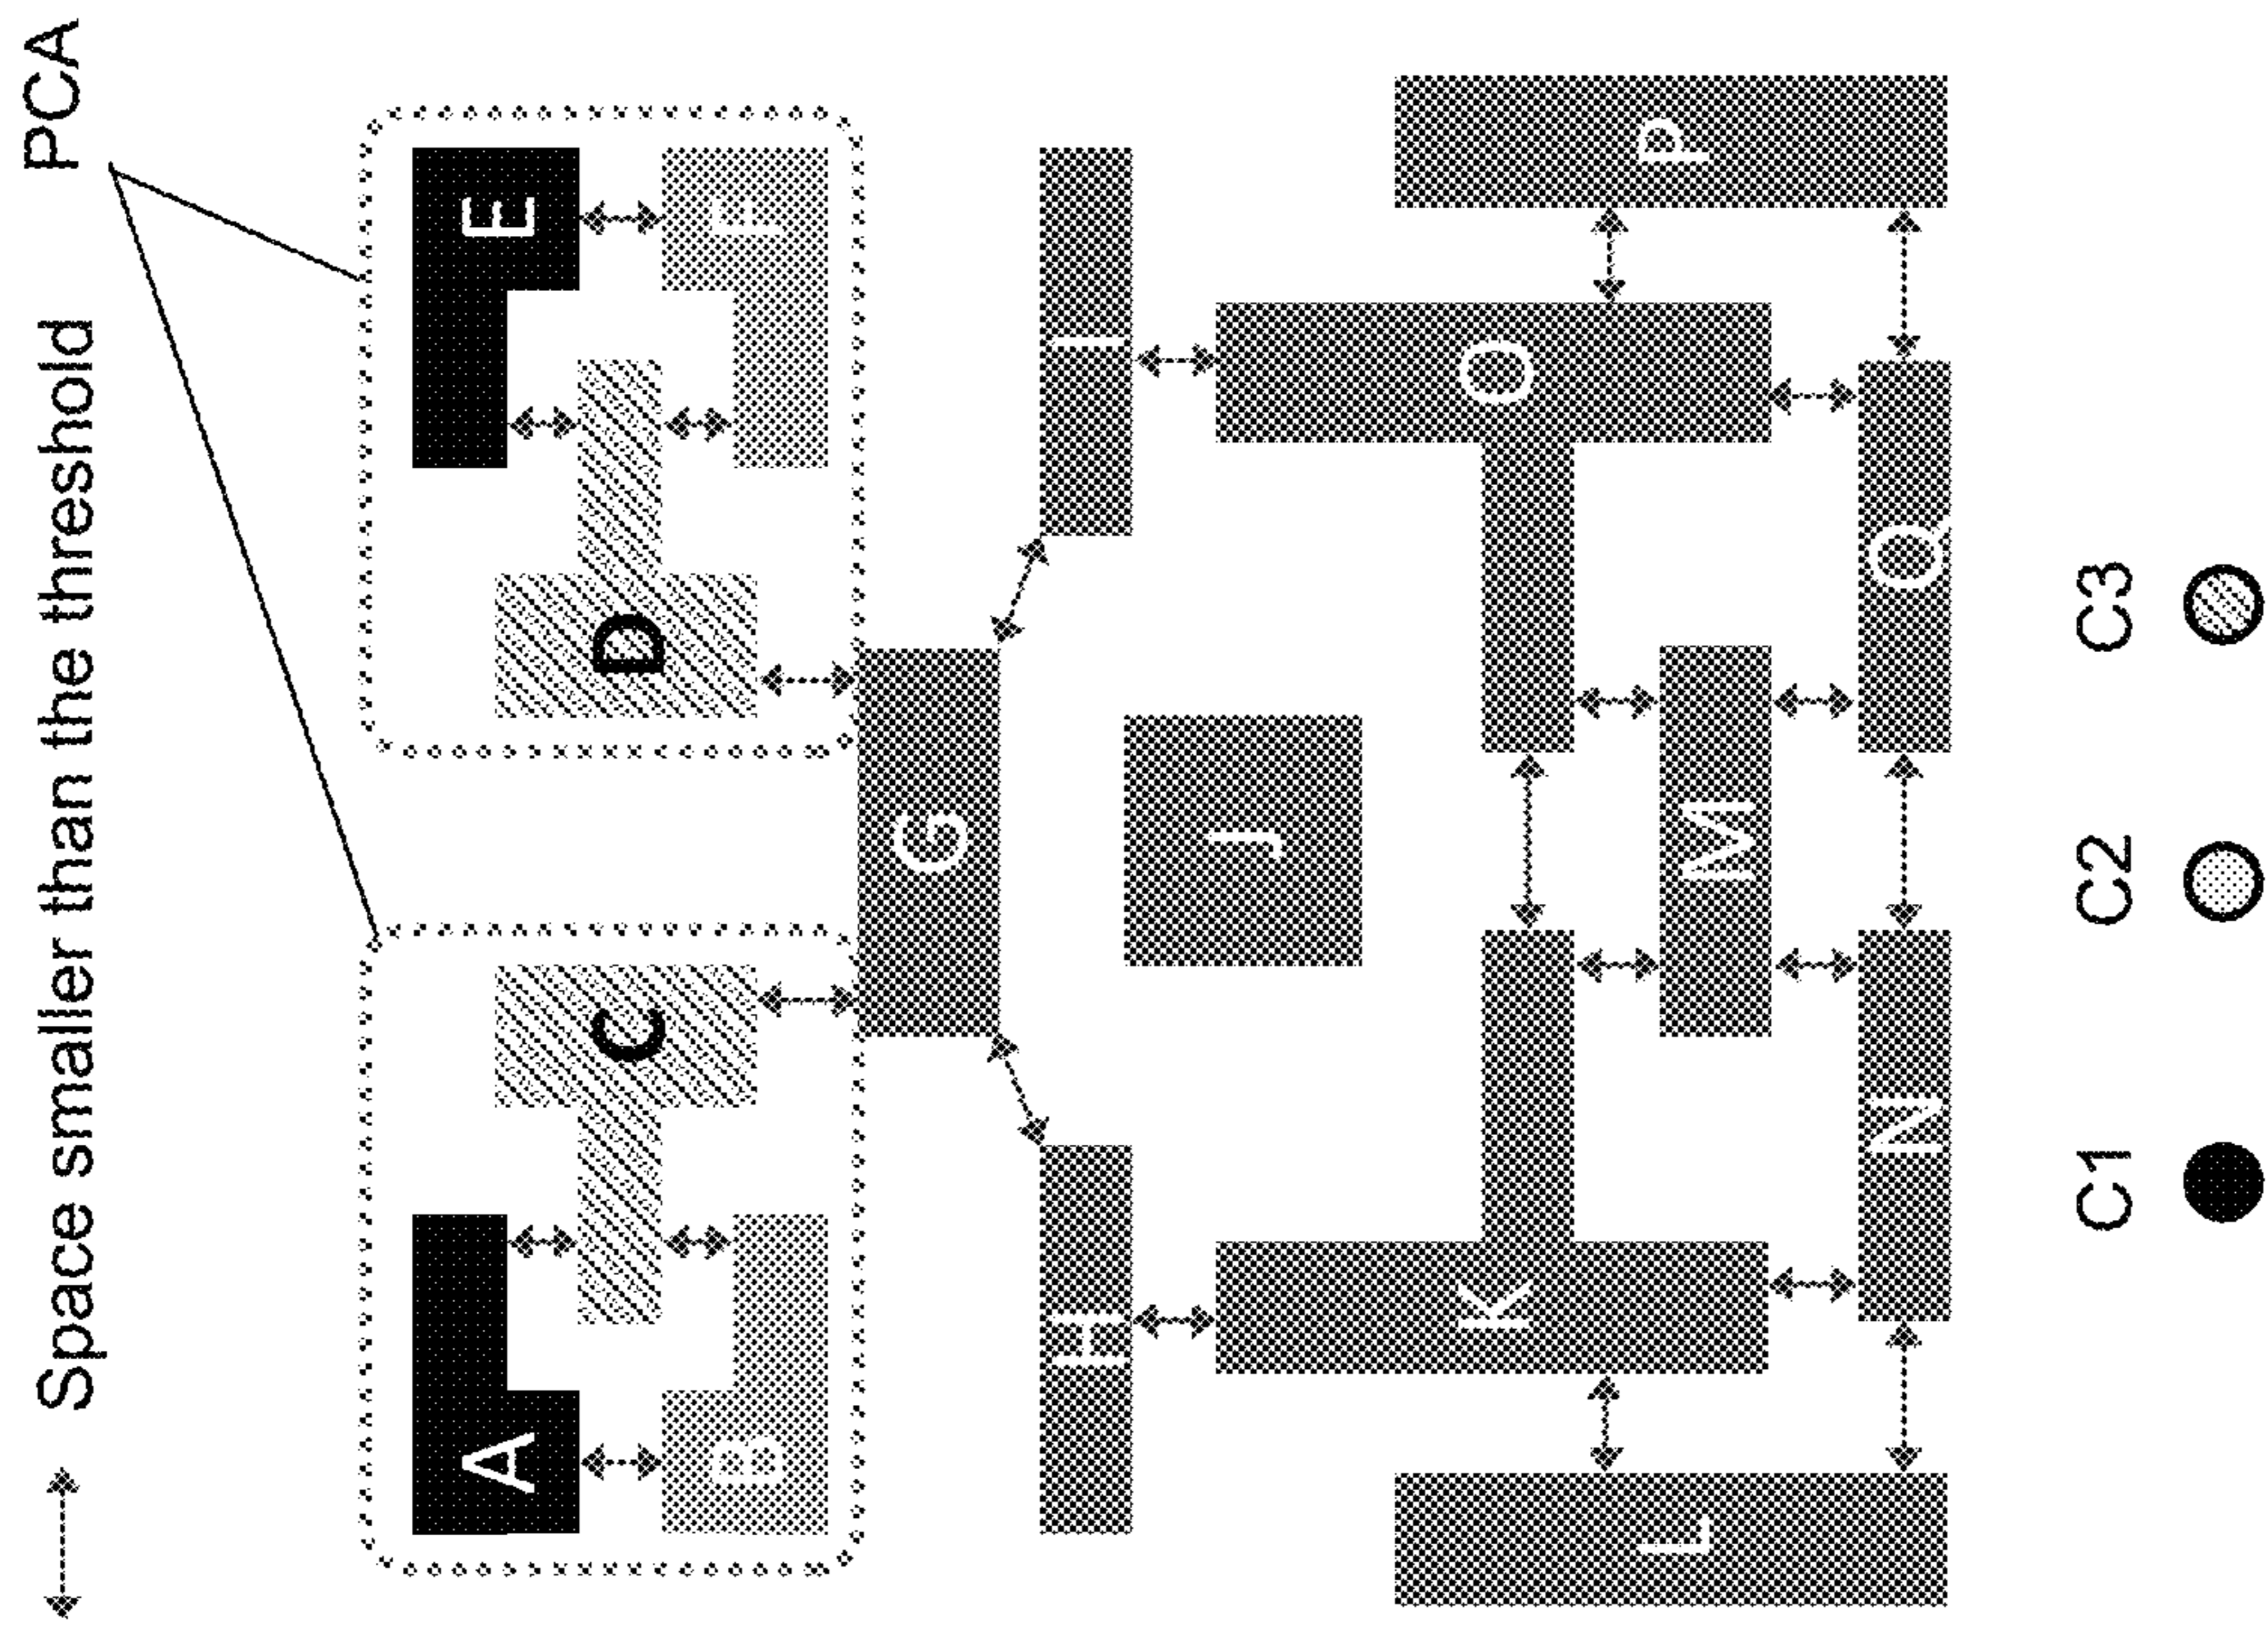 Space smaller than the threshold
PCA
A
B
C
D
E
F
G
H
I
J
K
L
M
N
O
P
Q
C1
C2
C3